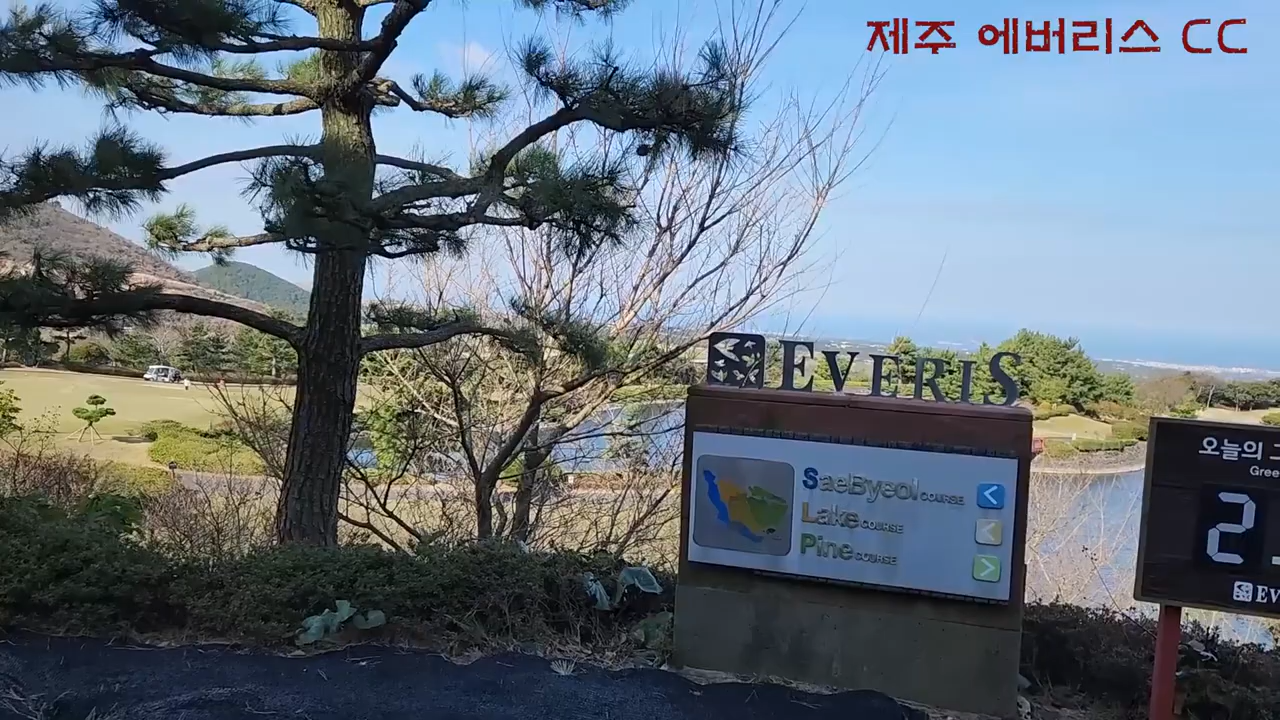 제주 에버리스 CC
EVERIS
SaeByeol COURSE
Lake COURSE
Pine COURSE
오늘의
Gree
2
EV